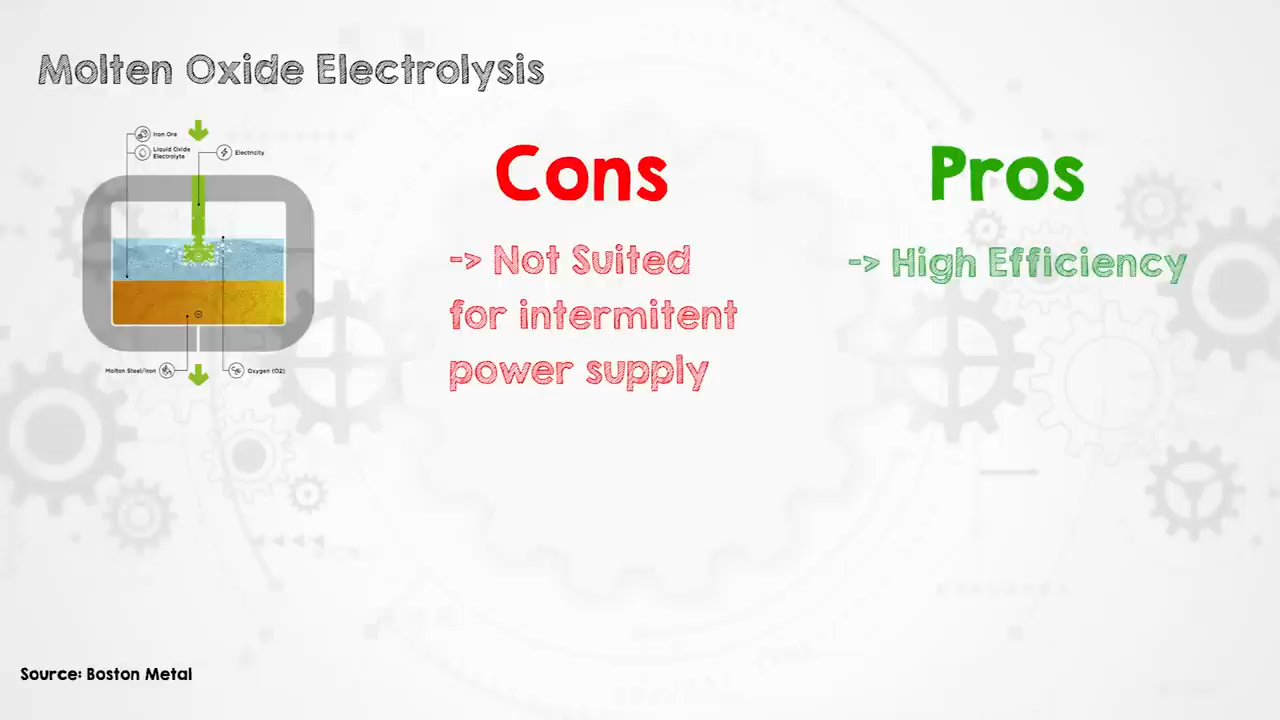 Molten Oxide Electrolysis
Iron Ore
Liquid Oxide
Electrolyte
Electricity
Molten Steel/Iron
Oxygen (O2)
Cons
-> Not Suited
for intermitent
power supply
Pros
-> High Efficiency
Source: Boston Metal